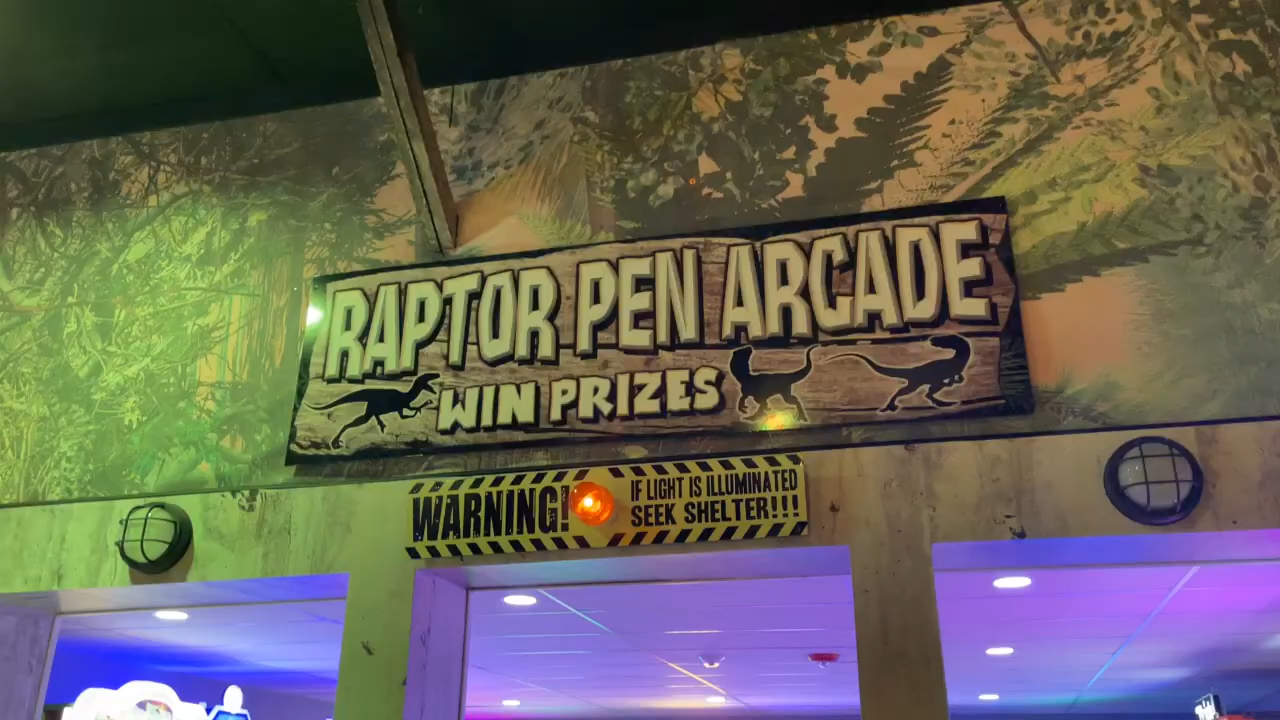 RAPTOR PEN ARCADE
WIN PRIZES
WARNING!
IF LIGHT IS ILLUMINATED
SEEK SHELTER!!!